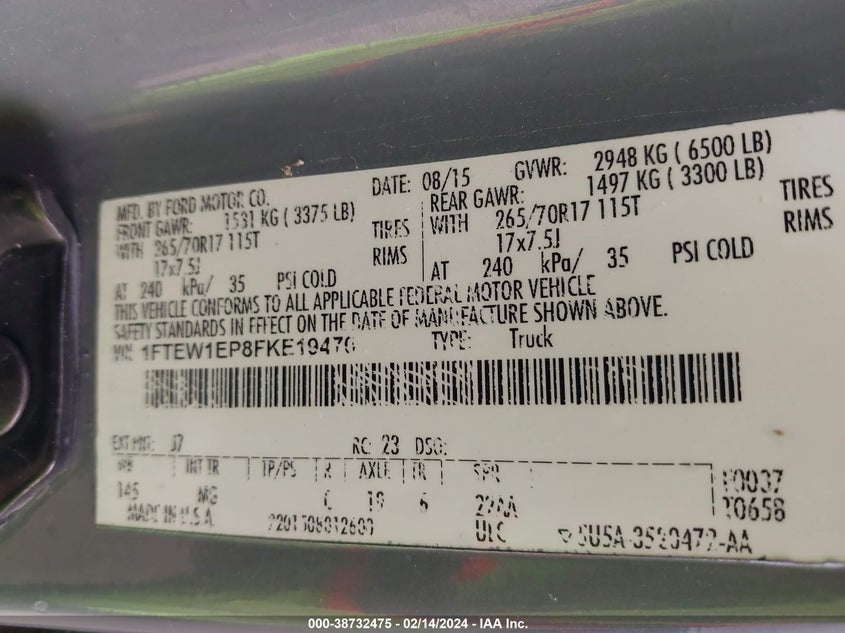 MFD. BY FORD MOTOR CO. DATE: 08/15 GVWR: 2948 KG ( 6500 LB)
FRONT GAWR: 1531 KG ( 3375 LB) REAR GAWR: 1497 KG ( 3300 LB)
WITH 265/70R17 115T TIRES WITH 265/70R17 115T TIRES
17x7.5J RIMS 17x7.5J RIMS
AT 240 kPa/ 35 PSI COLD AT 240 kPa/ 35 PSI COLD
THIS VEHICLE CONFORMS TO ALL APPLICABLE FEDERAL MOTOR VEHICLE
SAFETY STANDARDS IN EFFECT ON THE DATE OF MANUFACTURE SHOWN ABOVE.
VIN: 1FTEW1EP8FKE19470 TYPE: Truck
EXT PNT: J7 RC: 23 DSO:
WB INT TR TP/PS R AXLE TR SPR
145 MG 19 6
MADE IN U.S.A. ULC
000-38732475 - 02/14/2024 - IAA Inc.